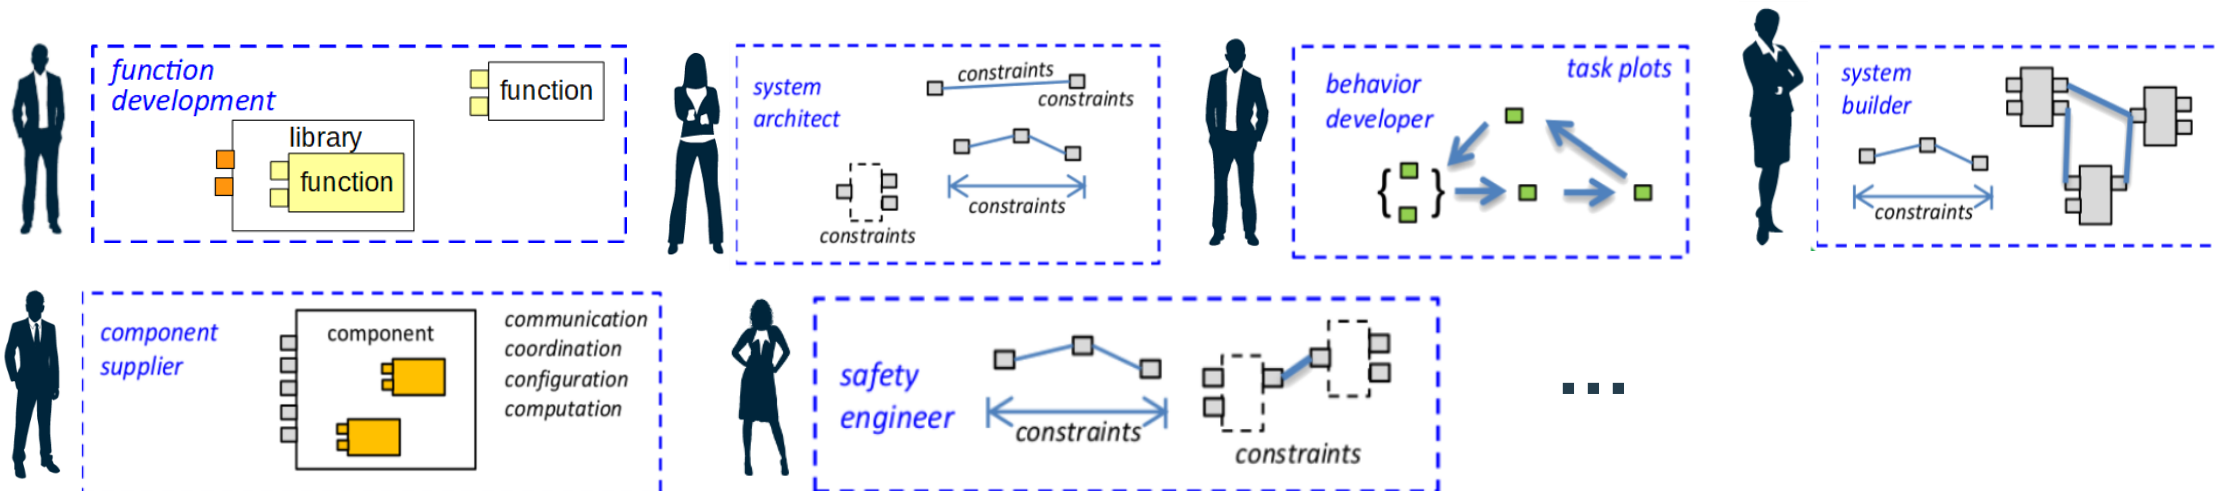 function
development
function
library
function
system
architect
constraints
constraints
constraints
constraints
behavior
developer
task plots
{ }
system
builder
constraints
component
supplier
component
communication
coordination
configuration
computation
safety
engineer
constraints
constraints
...